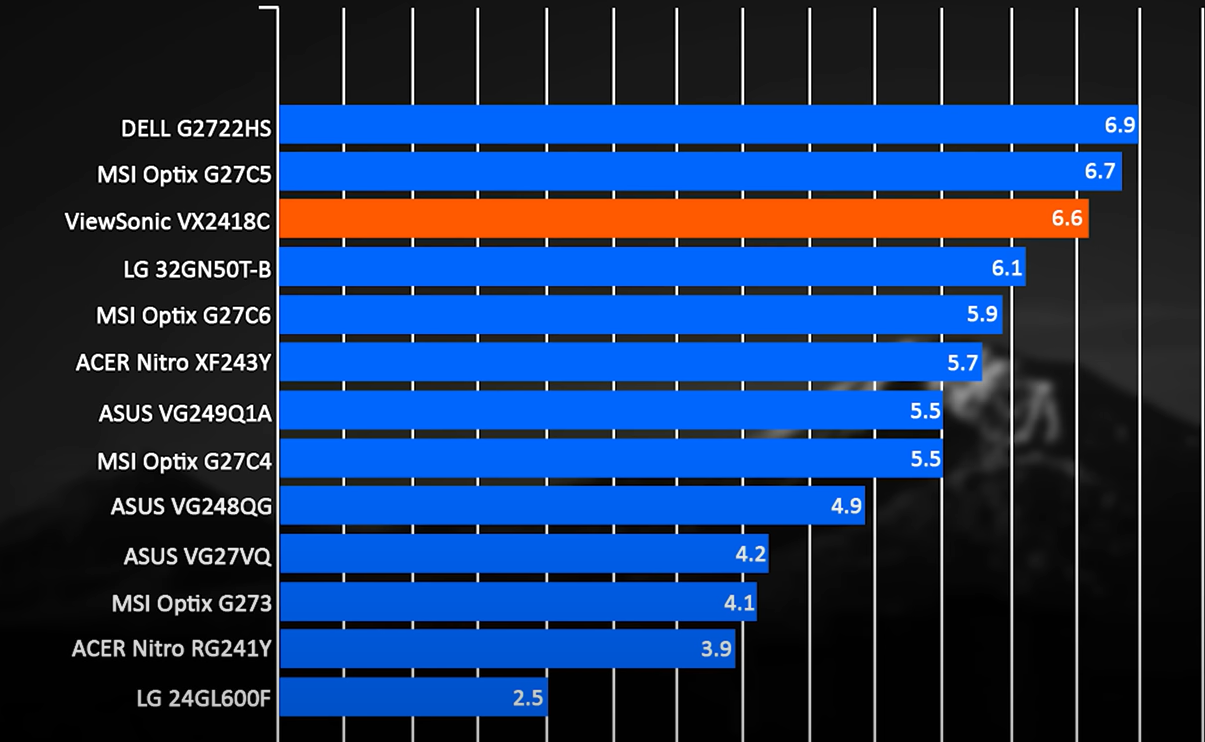 DELL G2722HS 6.9
MSI Optix G27C5 6.7
ViewSonic VX2418C 6.6
LG 32GN50T-B 6.1
MSI Optix G27C6 5.9
ACER Nitro XF243Y 5.7
ASUS VG249Q1A 5.5
MSI Optix G27C4 5.5
ASUS VG248QG 4.9
ASUS VG27VQ 4.2
MSI Optix G273 4.1
ACER Nitro RG241Y 3.9
LG 24GL600F 2.5